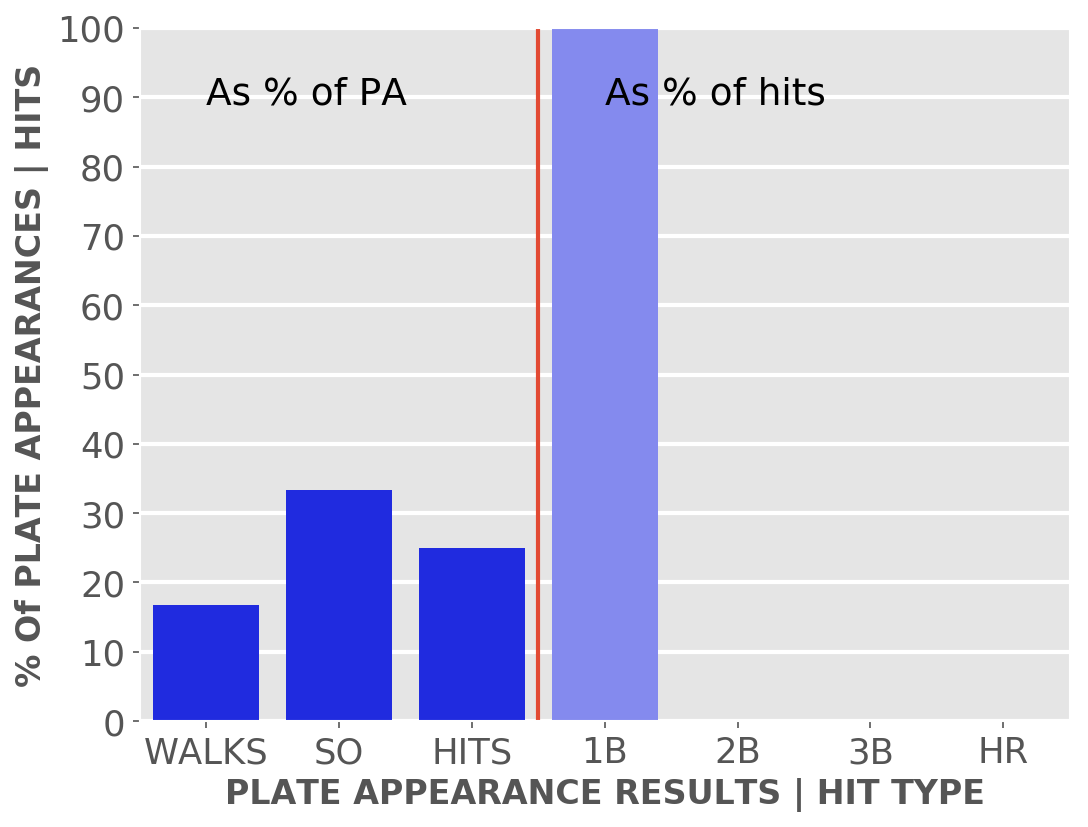 % Of PLATE APPEARANCES | HITS
100
90
80
70
60
50
40
30
20
10
0
As % of PA
As % of hits
WALKS SO HITS 1B 2B 3B HR
PLATE APPEARANCE RESULTS | HIT TYPE